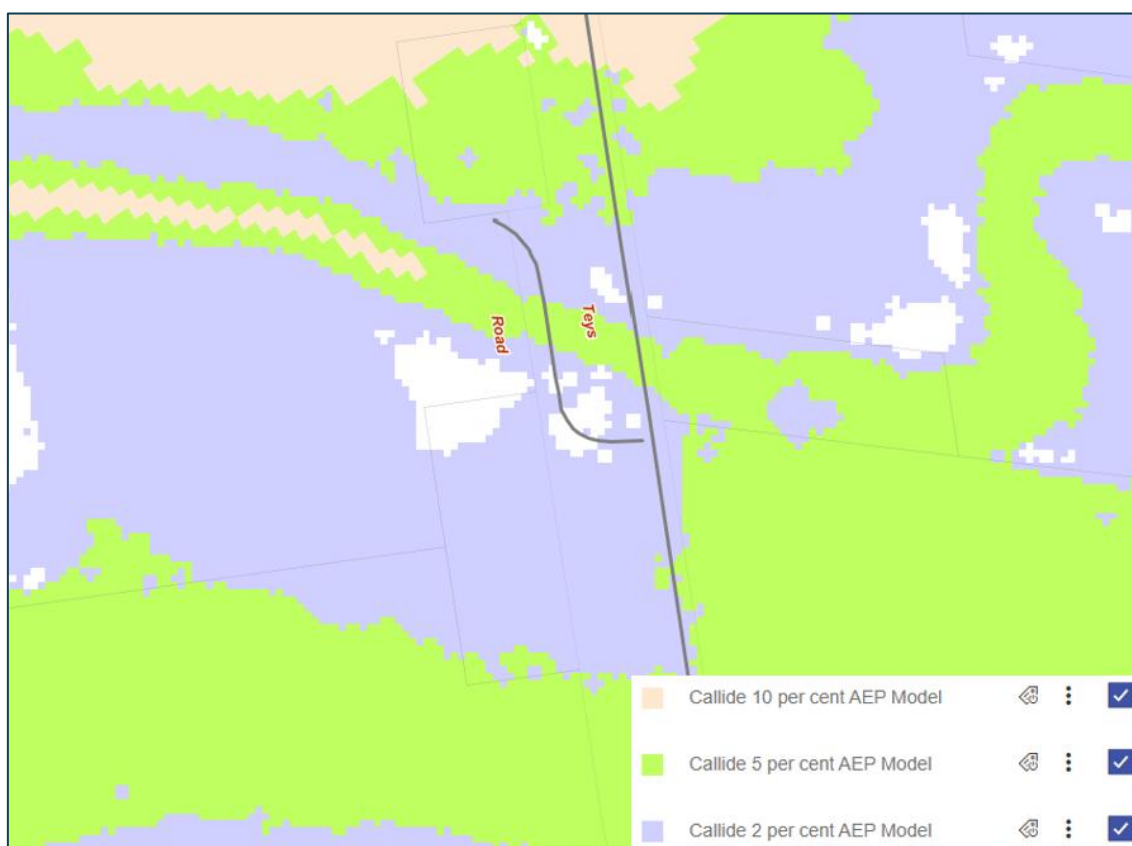 Teys
Road
Callide 10 per cent AEP Model
Callide 5 per cent AEP Model
Callide 2 per cent AEP Model